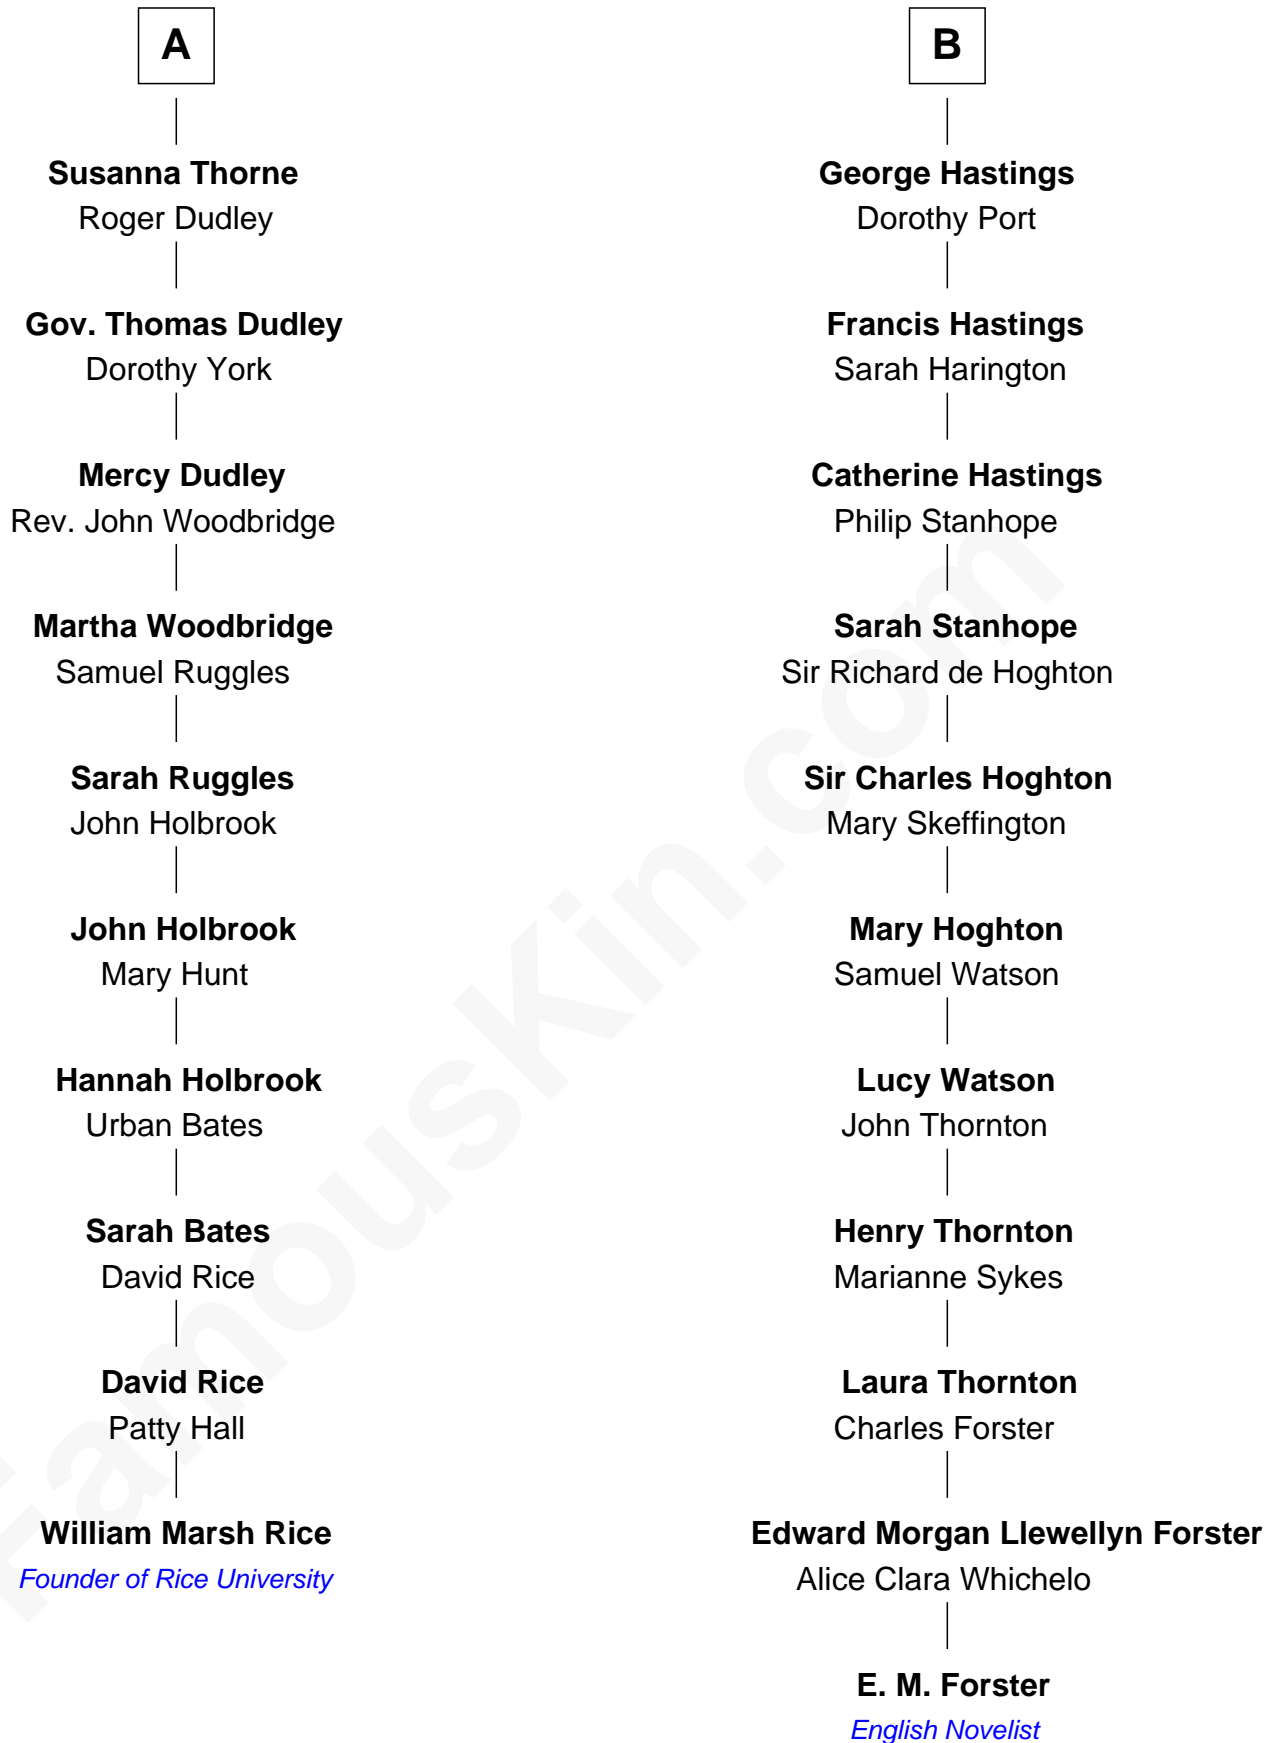 A
Susanna Thorne
Roger Dudley
Gov. Thomas Dudley
Dorothy York
Mercy Dudley
Rev. John Woodbridge
Martha Woodbridge
Samuel Ruggles
Sarah Ruggles
John Holbrook
John Holbrook
Mary Hunt
Hannah Holbrook
Urban Bates
Sarah Bates
David Rice
David Rice
Patty Hall
William Marsh Rice
Founder of Rice University
B
George Hastings
Dorothy Port
Francis Hastings
Sarah Harington
Catherine Hastings
Philip Stanhope
Sarah Stanhope
Sir Richard de Hoghton
Sir Charles Hoghton
Mary Skeffington
Mary Hoghton
Samuel Watson
Lucy Watson
John Thornton
Henry Thornton
Marianne Sykes
Laura Thornton
Charles Forster
Edward Morgan Llewellyn Forster
Alice Clara Whichelo
E. M. Forster
English Novelist
FamousKin.com